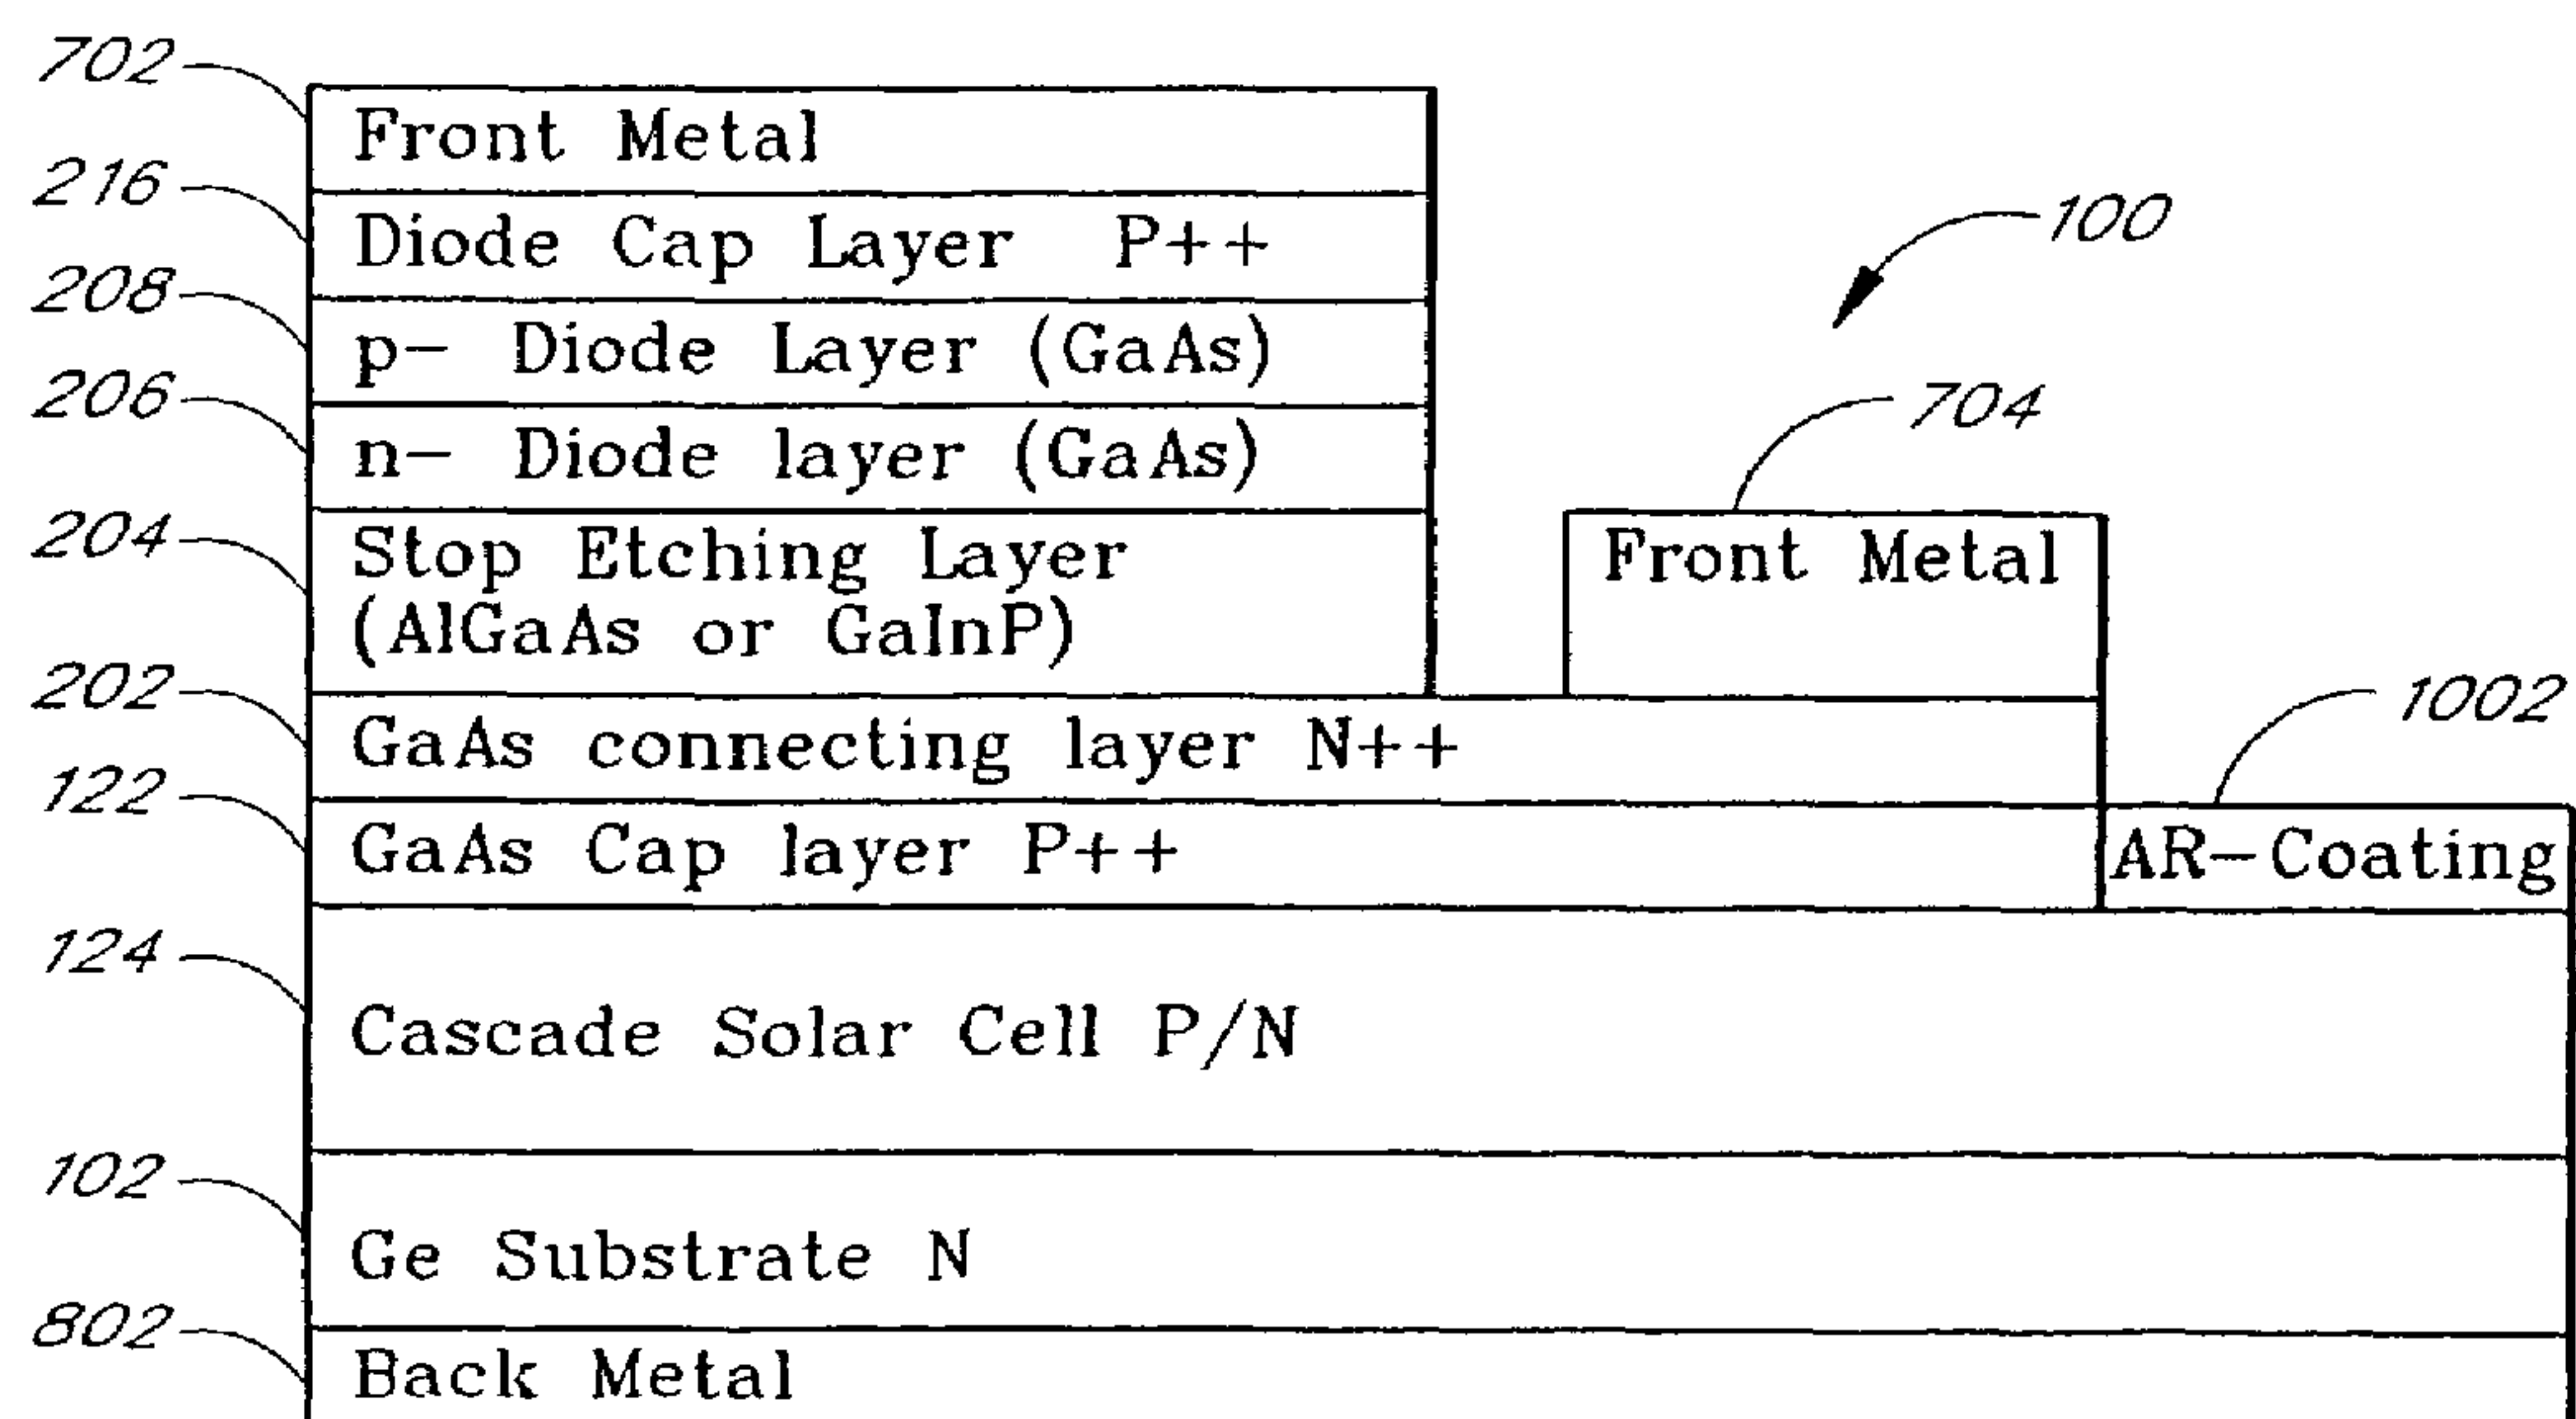 702
Front Metal
216
Diode Cap Layer P++
100
208
p- Diode Layer (GaAs)
206
n- Diode layer (GaAs)
704
204
Stop Etching Layer
(AlGaAs or GaInP)
Front Metal
202
GaAs connecting layer N++
1002
122
GaAs Cap layer P++
AR-Coating
124
Cascade Solar Cell P/N
102
Ge Substrate N
802
Back Metal